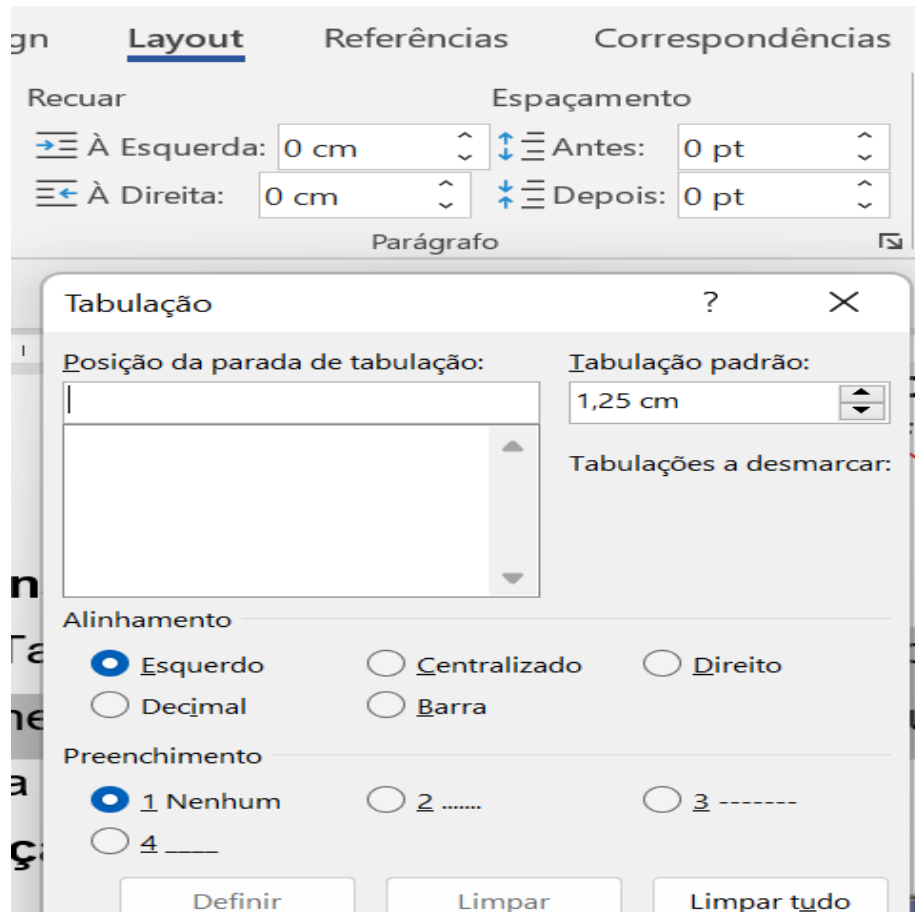 gn Layout Referências Correspondências
Recuar Espaçamento
À Esquerda: 0 cm Antes: 0 pt
À Direita: 0 cm Depois: 0 pt
Parágrafo
Tabulação ?
Posição da parada de tabulação: Tabulação padrão:
1,25 cm
Tabulações a desmarcar:
Alinhamento
Esquerdo Centralizado Direito
Decimal Barra
Preenchimento
1 Nenhum 2 ....... 3 -------
4 ____
Definir Limpar Limpar tudo